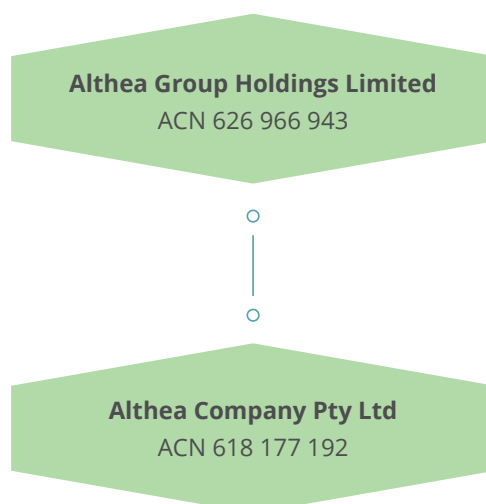 Althea Group Holdings Limited
ACN 626 966 943
Althea Company Pty Ltd
ACN 618 177 192